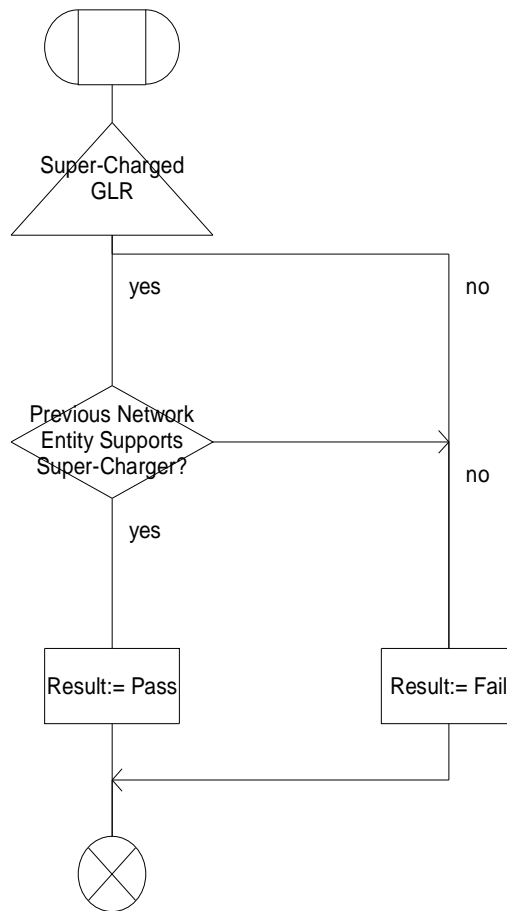 Super-Charged
GLR
yes
no
Previous Network
Entity Supports
Super-Charger?
no
yes
Result:= Pass
Result:= Fail